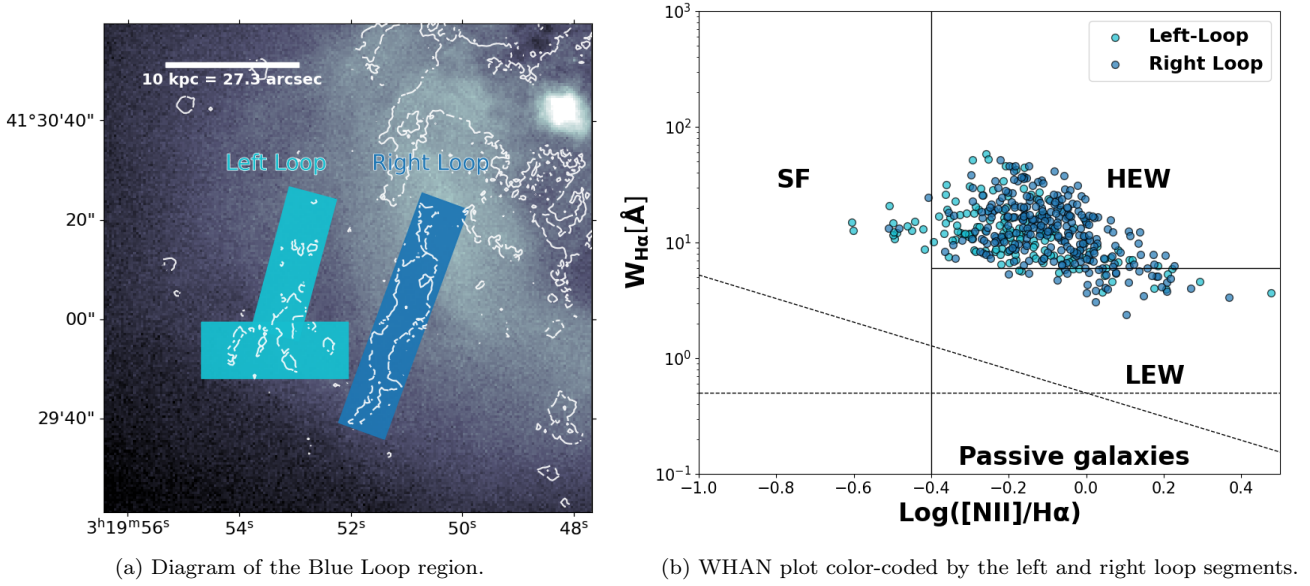 10 kpc = 27.3 arcsec
Left Loop
Right Loop
41°30'40"
20"
00"
29'40"
3ʰ19ᵐ56ˢ
54ˢ
52ˢ
50ˢ
48ˢ
(a) Diagram of the Blue Loop region.
Left-Loop
Right Loop
SF
HEW
LEW
Passive galaxies
W_Hα[Å]
10³
10²
10¹
10⁰
10⁻¹
−1.0
−0.8
−0.6
−0.4
−0.2
0.0
0.2
0.4
Log([NII]/Hα)
(b) WHAN plot color-coded by the left and right loop segments.